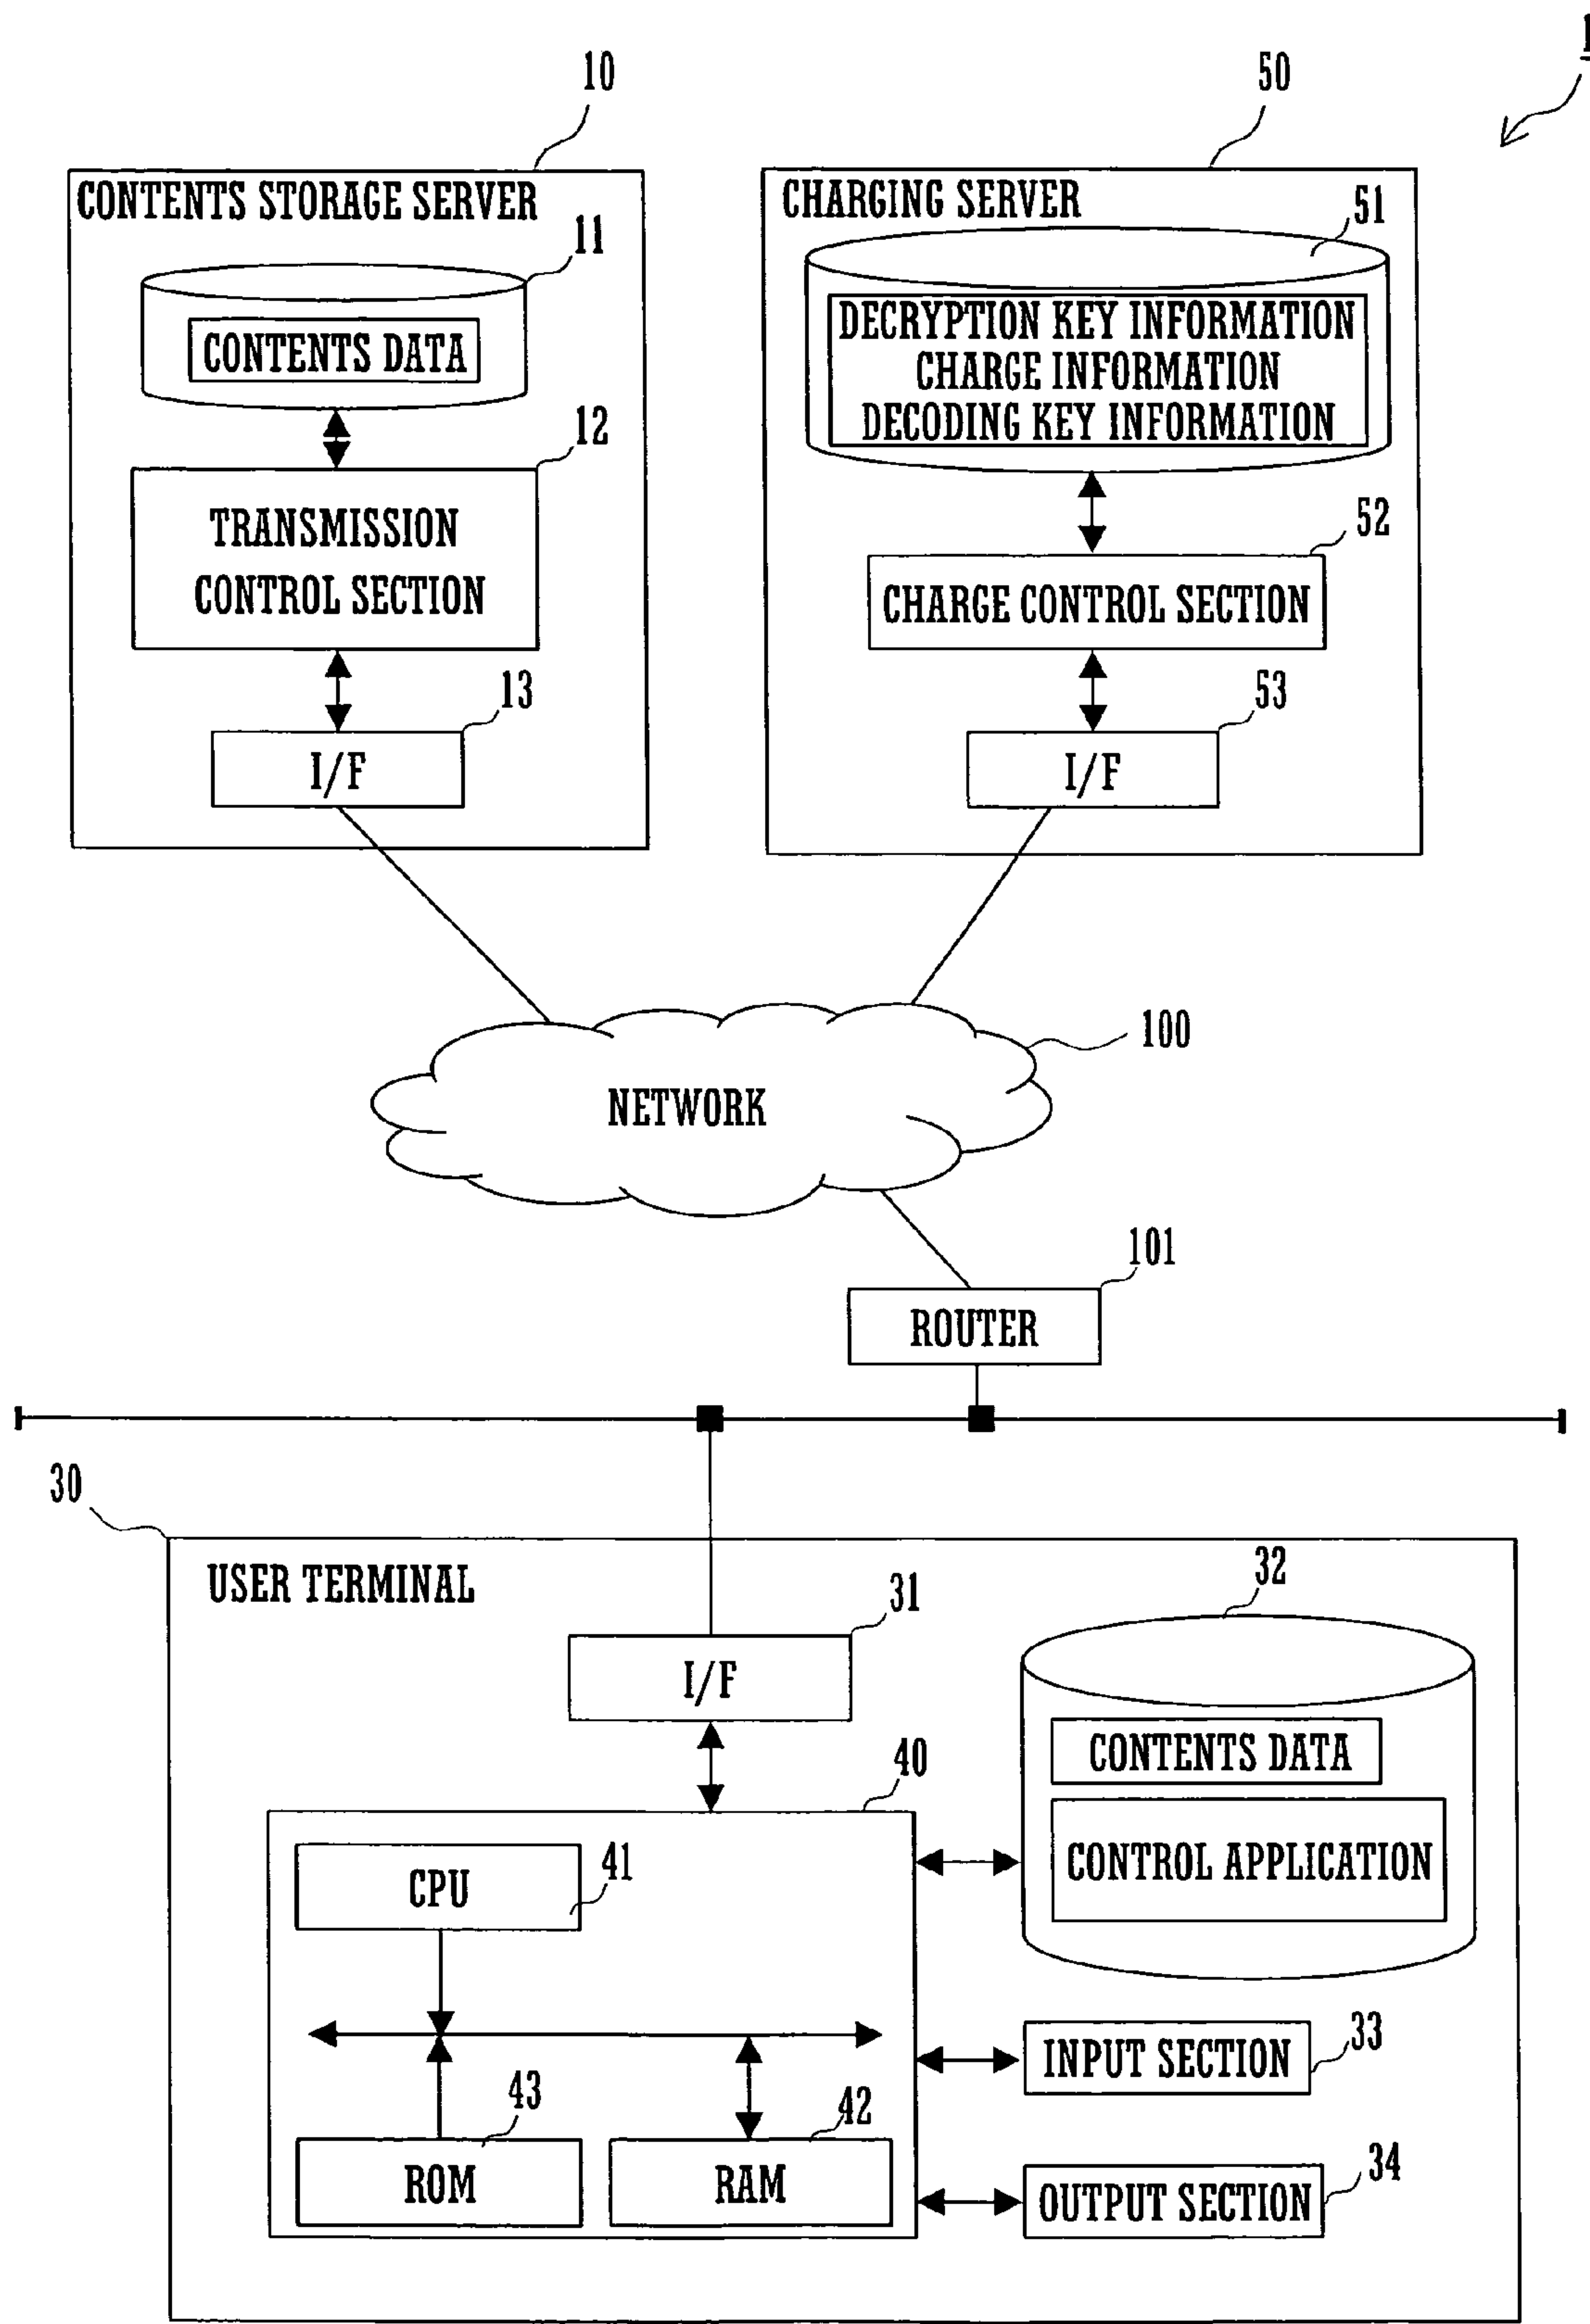 1
10
50
CONTENTS STORAGE SERVER
CHARGING SERVER
11
51
CONTENTS DATA
DECRYPTION KEY INFORMATION
CHARGE INFORMATION
DECODING KEY INFORMATION
12
TRANSMISSION
CONTROL SECTION
52
CHARGE CONTROL SECTION
13
I/F
53
I/F
100
NETWORK
101
ROUTER
30
USER TERMINAL
31
I/F
32
CONTENTS DATA
CONTROL APPLICATION
40
CPU
41
43
ROM
42
RAM
INPUT SECTION
33
OUTPUT SECTION
34